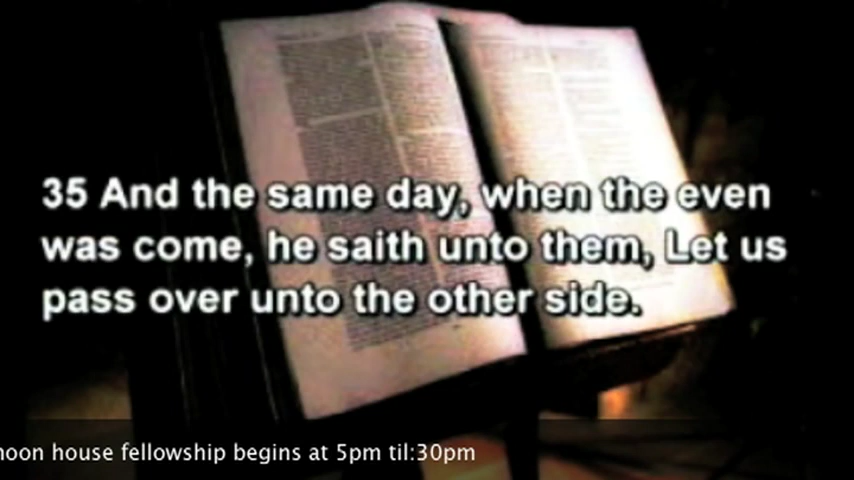 35 And the same day, when the even
was come, he saith unto them, Let us
pass over unto the other side.
house fellowship begins at 5pm til:30pm